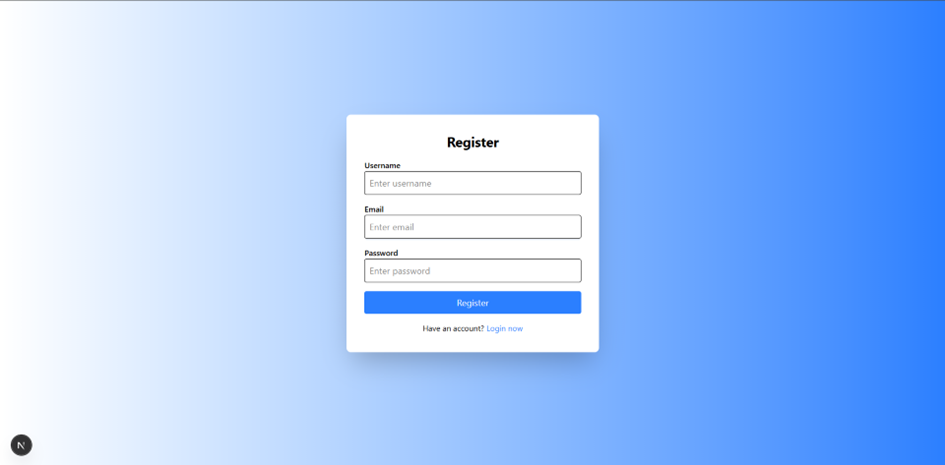 Register
Username
Enter username
Email
Enter email
Password
Enter password
Register
Have an account? Login now
N